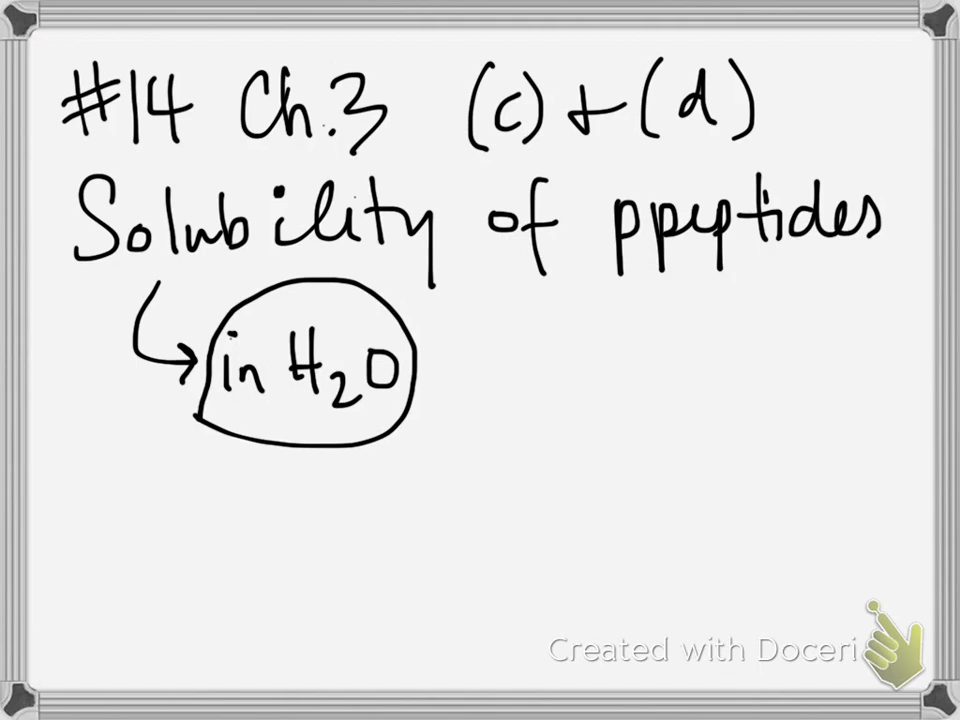 #14 Ch.3 (c) + (d)
Solubility of ppeptides
in H2O
Created with Doceri